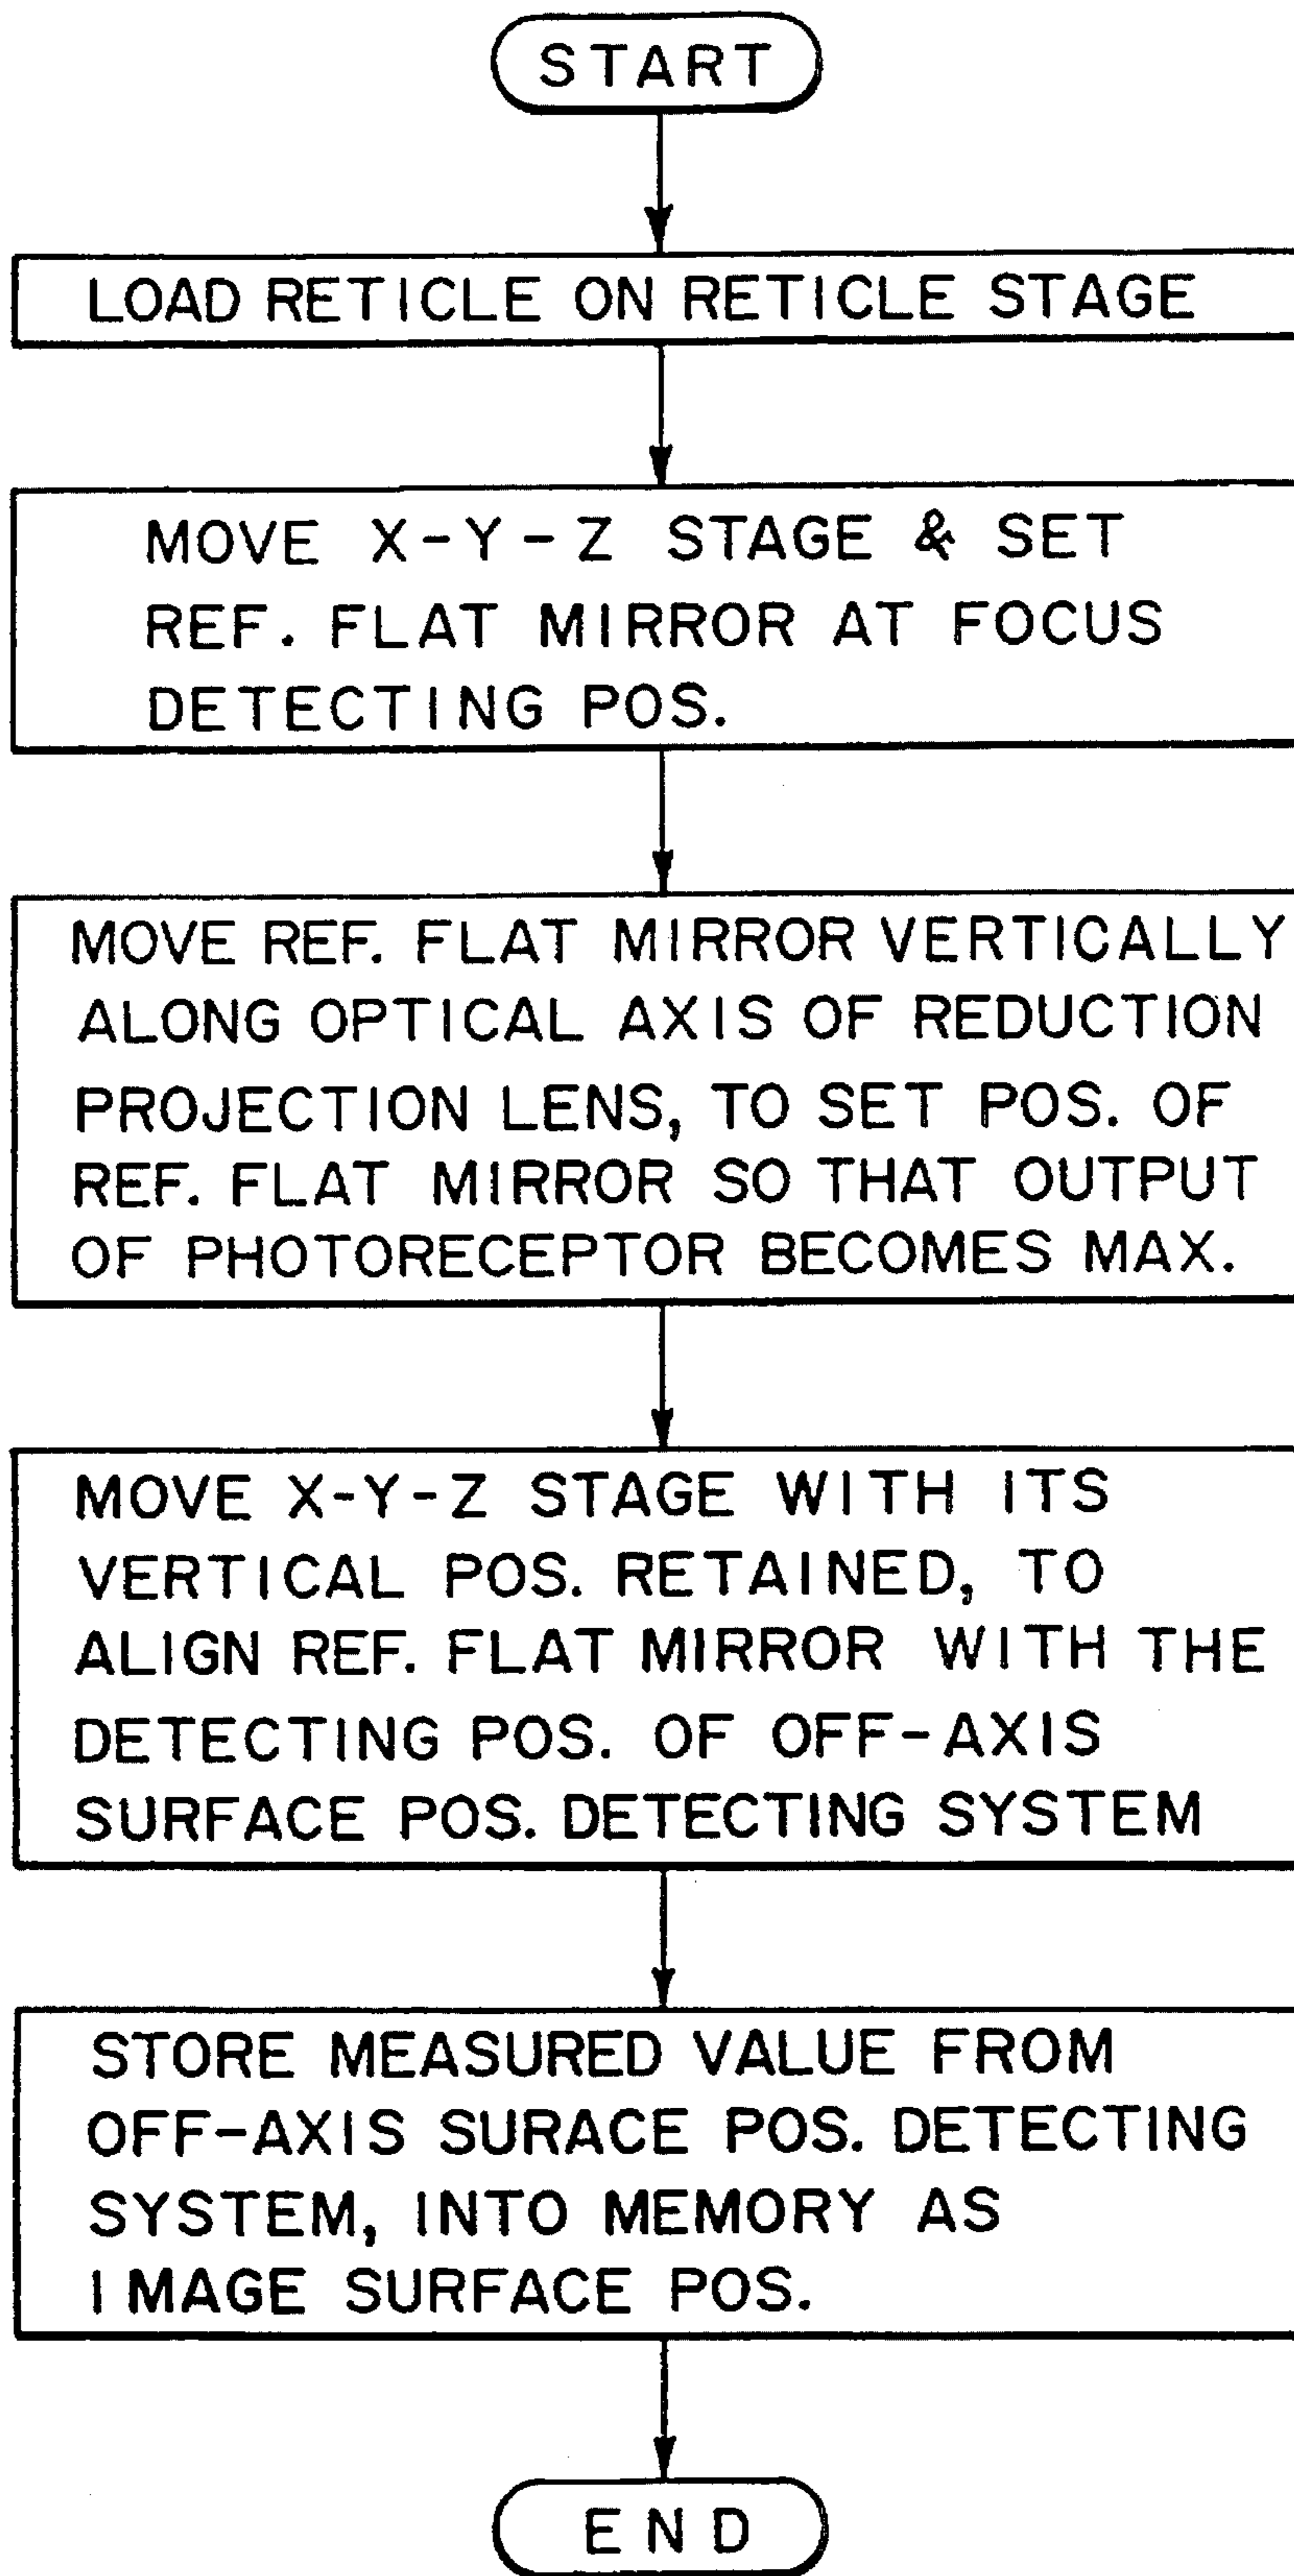 START
LOAD RETICLE ON RETICLE STAGE
MOVE X-Y-Z STAGE & SET
REF. FLAT MIRROR AT FOCUS
DETECTING POS.
MOVE REF. FLAT MIRROR VERTICALLY
ALONG OPTICAL AXIS OF REDUCTION
PROJECTION LENS, TO SET POS. OF
REF. FLAT MIRROR SO THAT OUTPUT
OF PHOTORECEPTOR BECOMES MAX.
MOVE X-Y-Z STAGE WITH ITS
VERTICAL POS. RETAINED, TO
ALIGN REF. FLAT MIRROR WITH THE
DETECTING POS. OF OFF-AXIS
SURFACE POS. DETECTING SYSTEM
STORE MEASURED VALUE FROM
OFF-AXIS SURACE POS. DETECTING
SYSTEM, INTO MEMORY AS
IMAGE SURFACE POS.
END